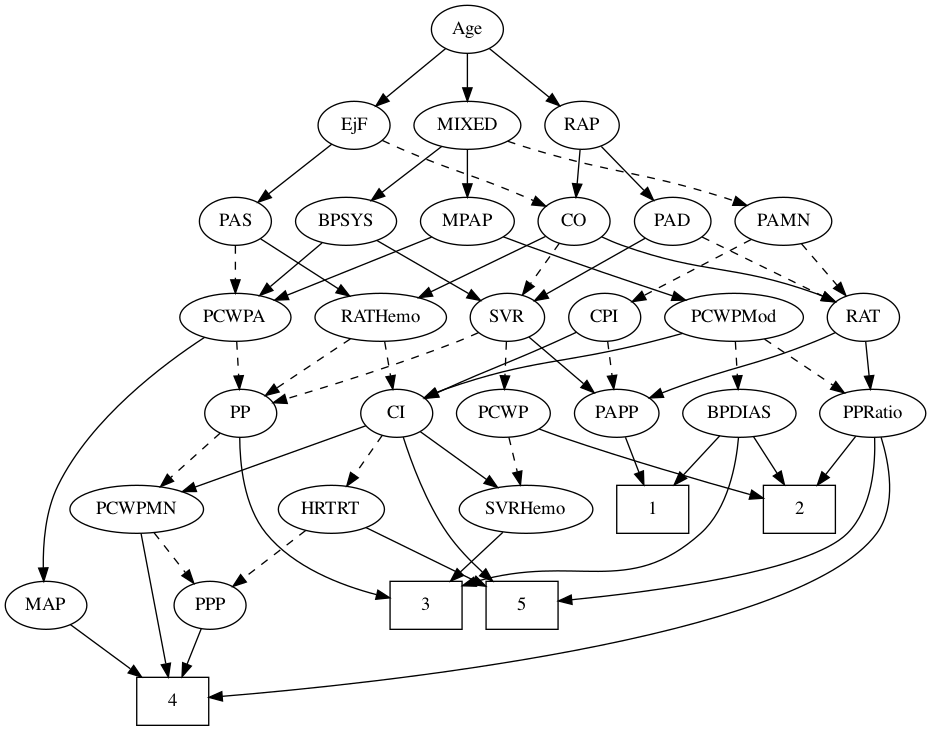 Age
EjF
MIXED
RAP
PAS
BPSYS
MPAP
CO
PAD
PAMN
PCWPA
RATHemo
SVR
CPI
PCWPMod
RAT
PP
CI
PCWP
PAPP
BPDIAS
PPRatio
PCWPMN
HRTRT
SVRHemo
1
2
MAP
PPP
3
5
4